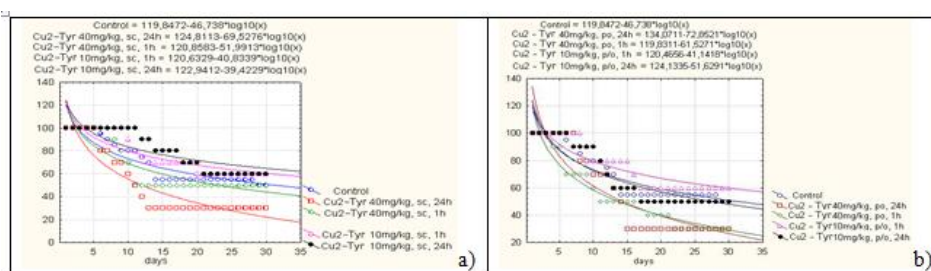 Control = 119,8472-46,738*log10(x)
Cu2-Tyr 40mg/kg, sc, 24h = 124,8113-69,5276*log10(x)
Cu2-Tyr 40mg/kg, sc, 1h = 120,8583-51,9913*log10(x)
Cu2-Tyr 10mg/kg, sc, 1h = 120,6329-40,8339*log10(x)
Cu2-Tyr 10mg/kg, sc, 24h = 122,9412-39,4229*log10(x)
140
120
100
80
60
40
20
0
5 10 15 20 25 30 35
days
Control
Cu2-Tyr 40mg/kg, sc, 24h
Cu2-Tyr 40mg/kg, sc, 1h
Cu2-Tyr 10mg/kg, sc, 1h
Cu2-Tyr 10mg/kg, sc, 24h
a)
Control = 119,8472-46,738*log10(x)
Cu2 - Tyr 40mg/kg, po, 24h = 134,0711-72,8521*log10(x)
Cu2 - Tyr 40mg/kg, po, 1h = 119,8311-61,5271*log10(x)
Cu2 - Tyr 10mg/kg, p/o, 1h = 120,4656-41,1418*log10(x)
Cu2 - Tyr 10mg/kg, p/o, 24h = 124,1335-51,6291*log10(x)
140
120
100
80
60
40
20
5 10 15 20 25 30 35
days
Control
Cu2 - Tyr 40mg/kg, po, 24h
Cu2 - Tyr 40mg/kg, po, 1h
Cu2 - Tyr10mg/kg, p/o, 1h
Cu2 - Tyr10mg/kg, p/o, 24h
b)